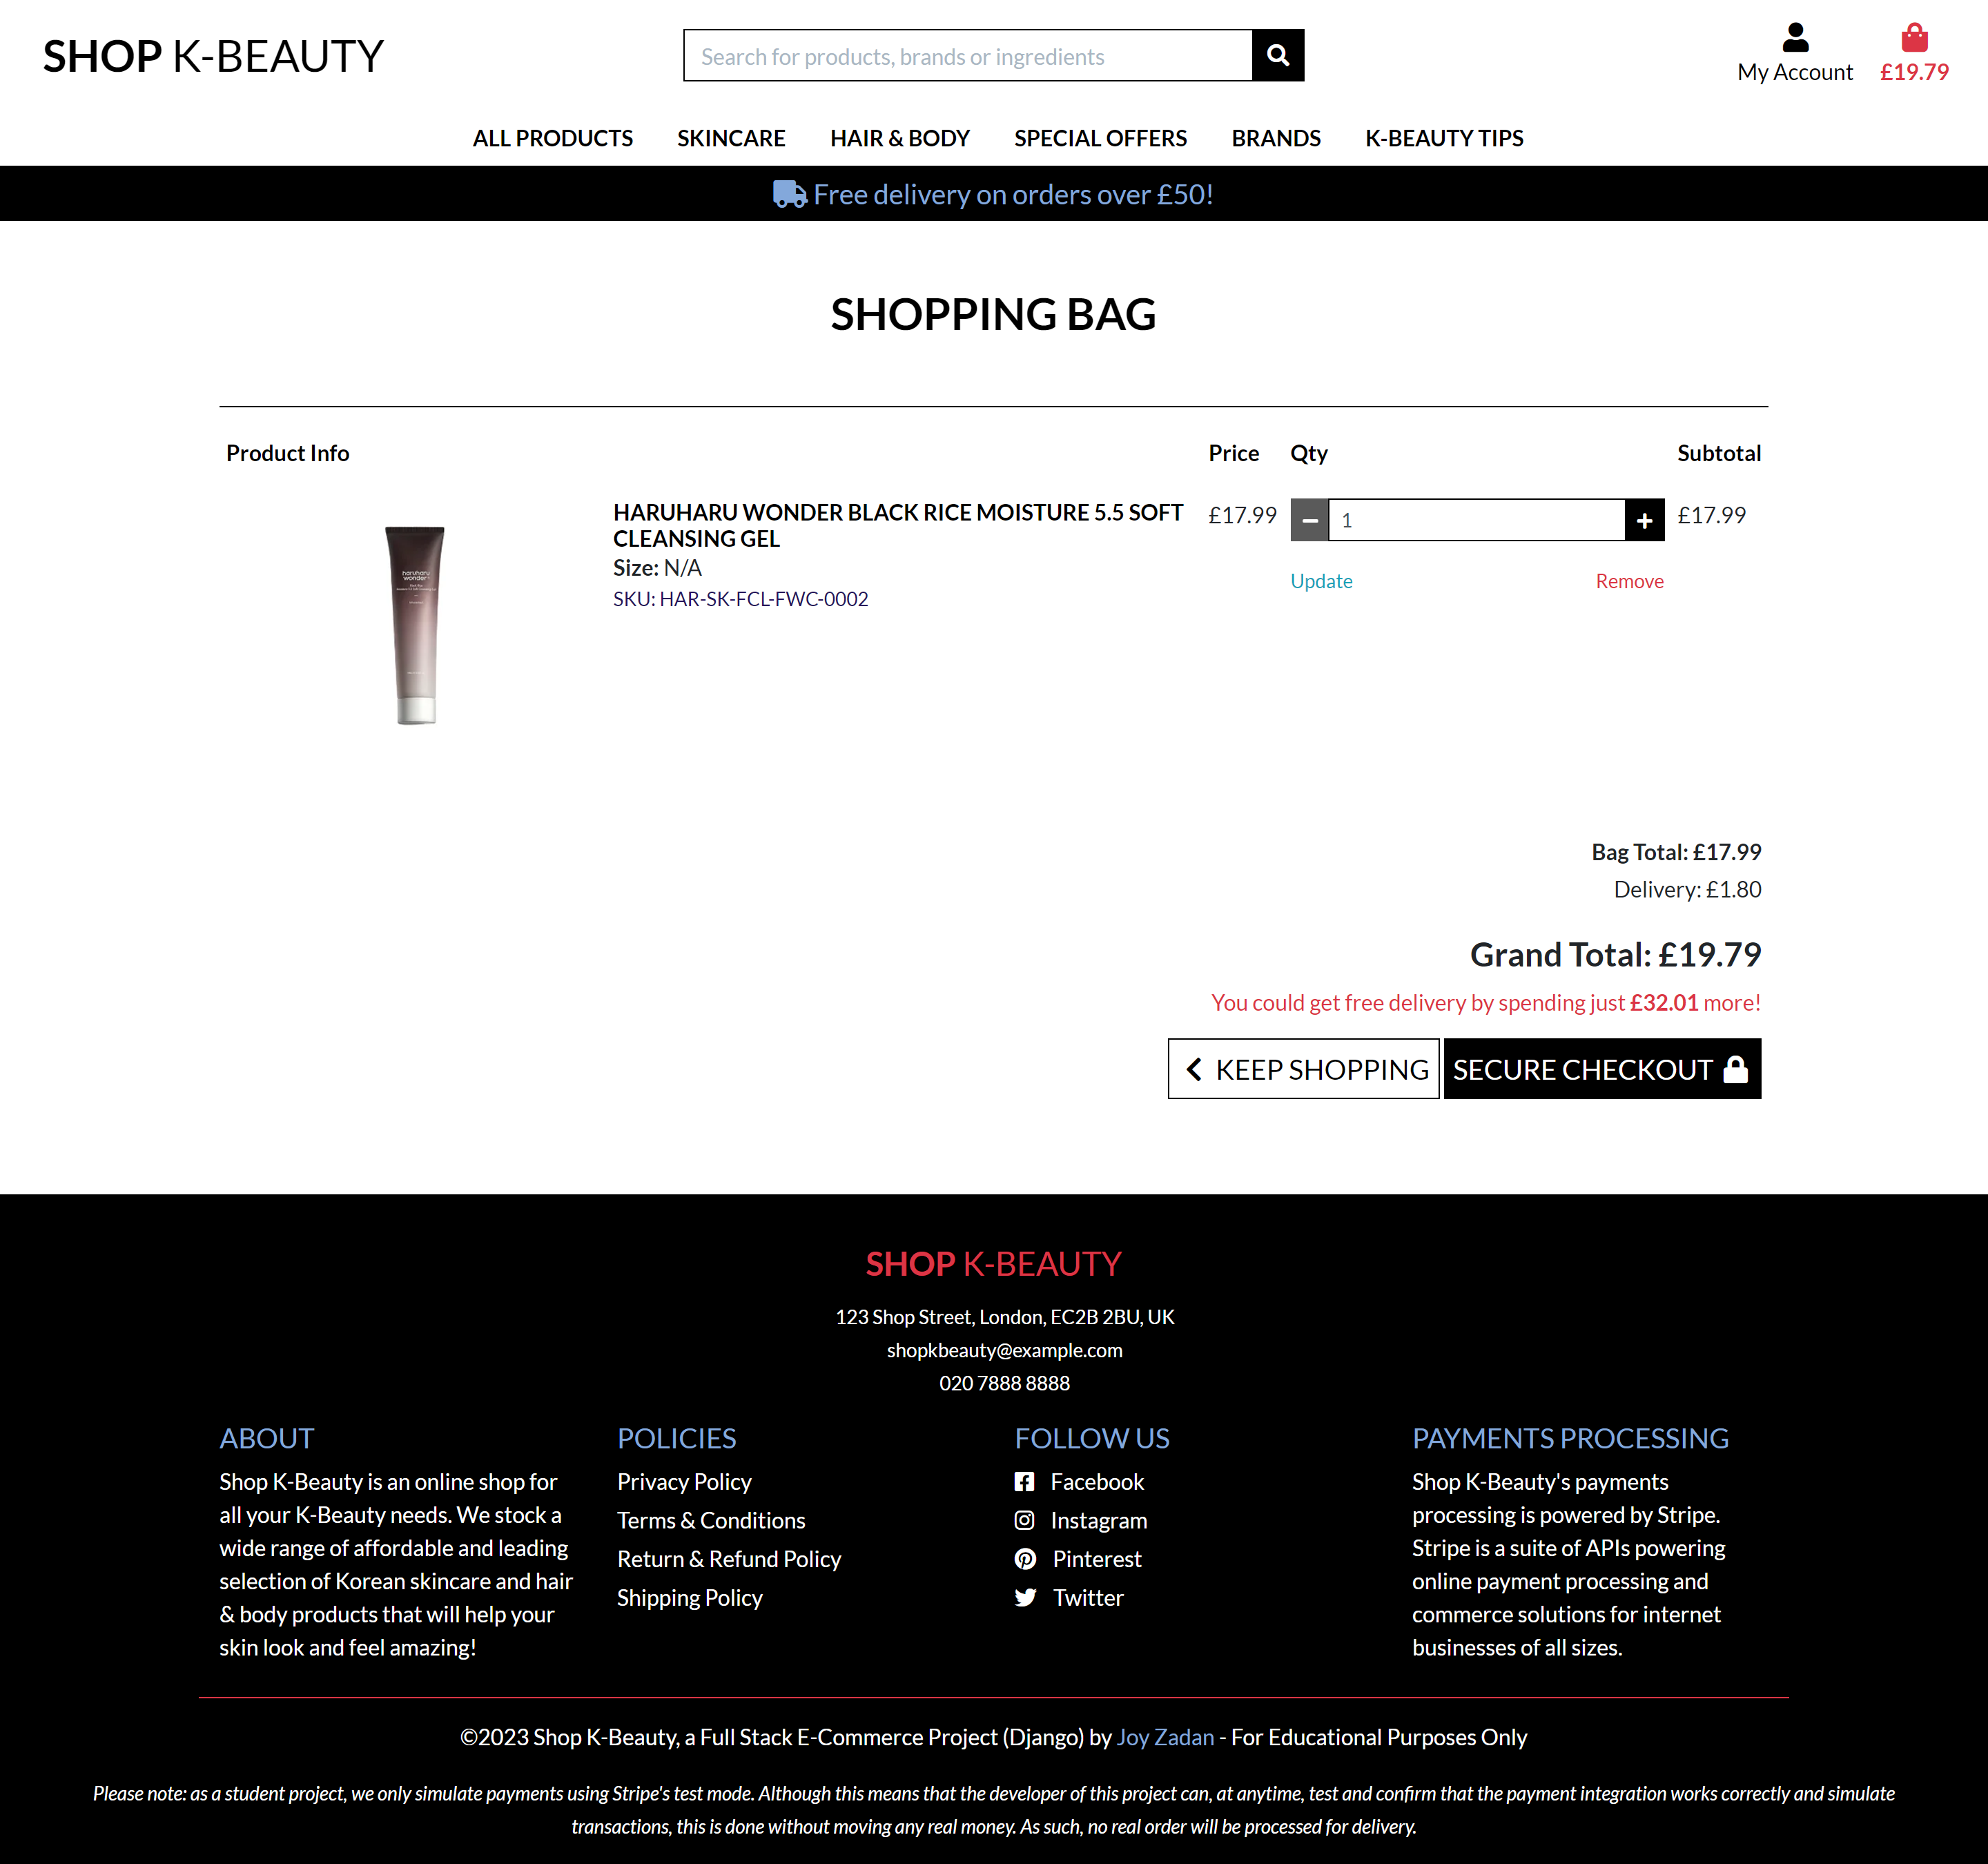 SHOP K-BEAUTY
Search for products, brands or ingredients
My Account
£19.79
ALL PRODUCTS SKINCARE HAIR & BODY SPECIAL OFFERS BRANDS K-BEAUTY TIPS
Free delivery on orders over £50!
SHOPPING BAG
Product Info Price Qty Subtotal
haruharu
wonder
HARUHARU WONDER BLACK RICE MOISTURE 5.5 SOFT
CLEANSING GEL
Size: N/A
SKU: HAR-SK-FCL-FWC-0002
£17.99
1
£17.99
Update Remove
Bag Total: £17.99
Delivery: £1.80
Grand Total: £19.79
You could get free delivery by spending just £32.01 more!
KEEP SHOPPING
SECURE CHECKOUT
SHOP K-BEAUTY
123 Shop Street, London, EC2B 2BU, UK
shopkbeauty@example.com
020 7888 8888
ABOUT
Shop K-Beauty is an online shop for
all your K-Beauty needs. We stock a
wide range of affordable and leading
selection of Korean skincare and hair
& body products that will help your
skin look and feel amazing!
POLICIES
Privacy Policy
Terms & Conditions
Return & Refund Policy
Shipping Policy
FOLLOW US
Facebook
Instagram
Pinterest
Twitter
PAYMENTS PROCESSING
Shop K-Beauty's payments
processing is powered by Stripe.
Stripe is a suite of APIs powering
online payment processing and
commerce solutions for internet
businesses of all sizes.
©2023 Shop K-Beauty, a Full Stack E-Commerce Project (Django) by Joy Zadan - For Educational Purposes Only
Please note: as a student project, we only simulate payments using Stripe's test mode. Although this means that the developer of this project can, at anytime, test and confirm that the payment integration works correctly and simulate
transactions, this is done without moving any real money. As such, no real order will be processed for delivery.